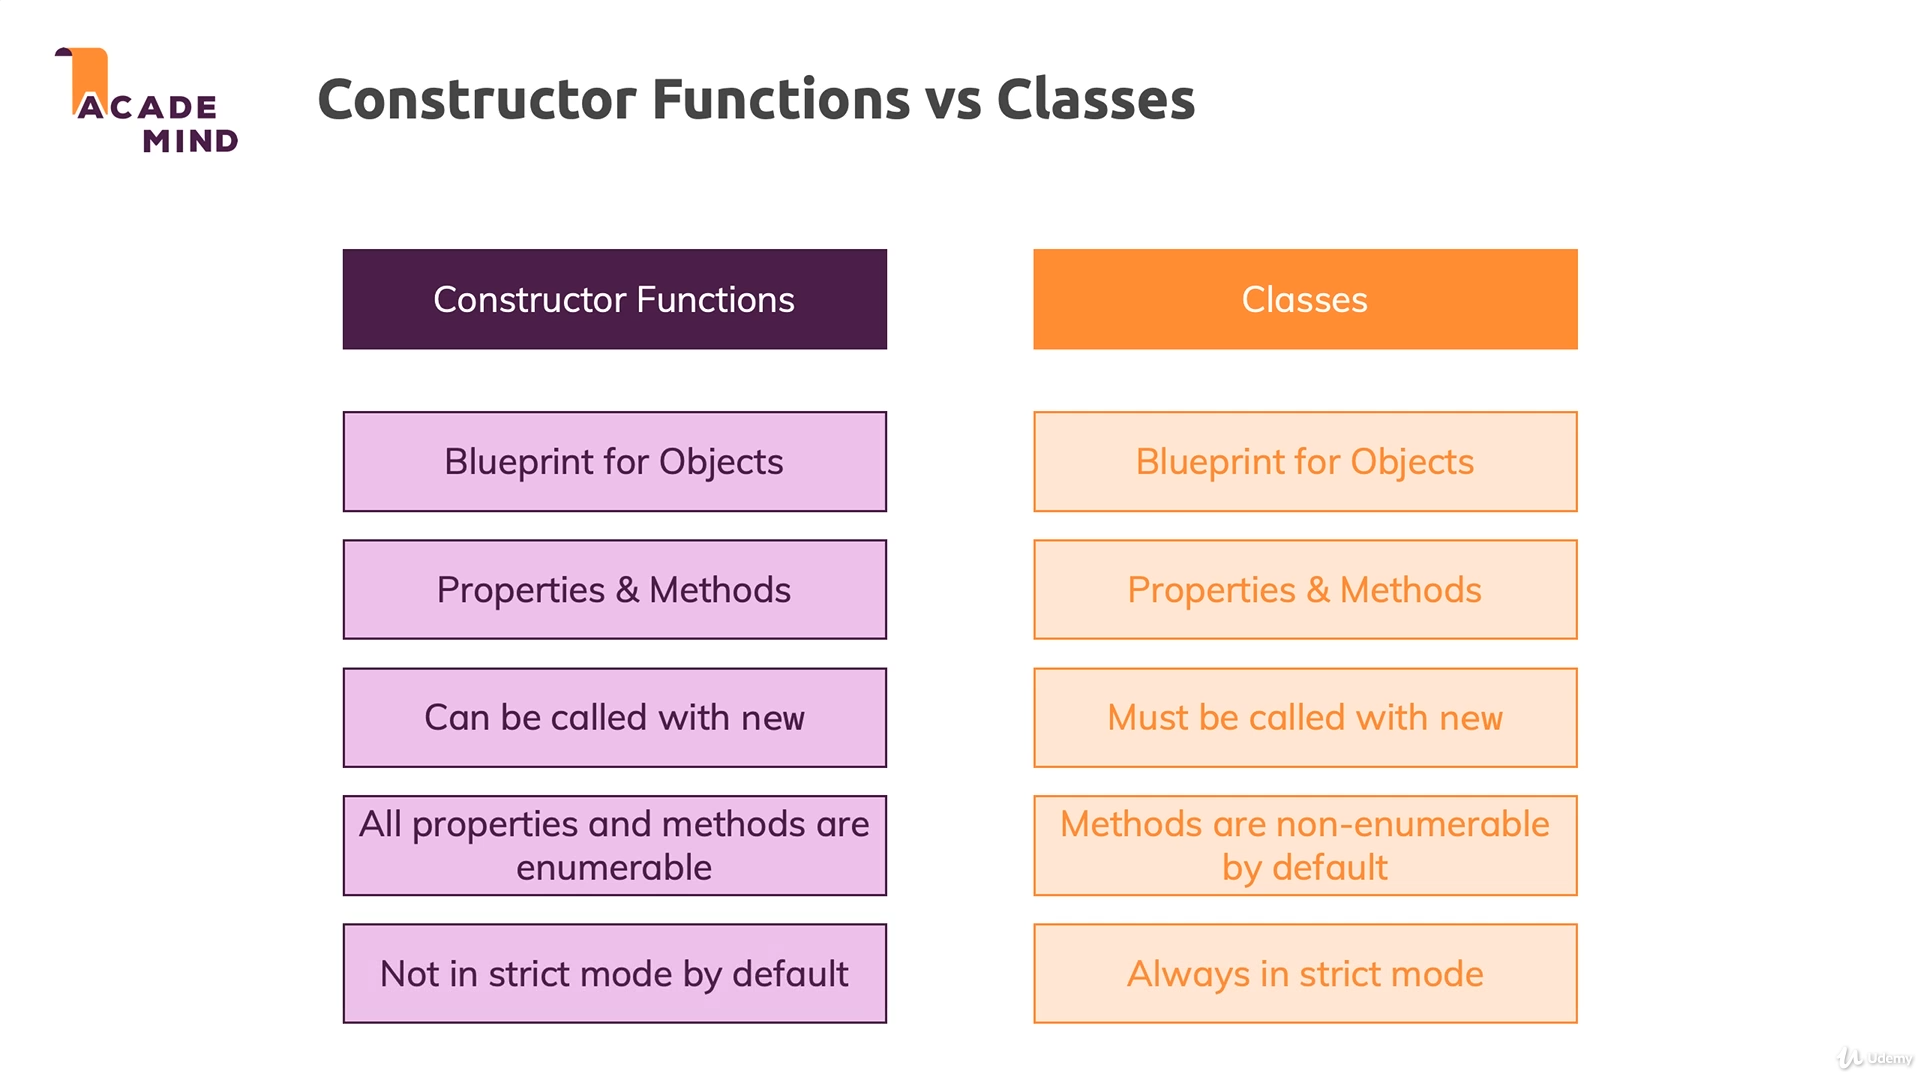 ACADE
MIND
Constructor Functions vs Classes
Constructor Functions
Classes
Blueprint for Objects
Blueprint for Objects
Properties & Methods
Properties & Methods
Can be called with new
Must be called with new
All properties and methods are
enumerable
Methods are non-enumerable
by default
Not in strict mode by default
Always in strict mode
Udemy